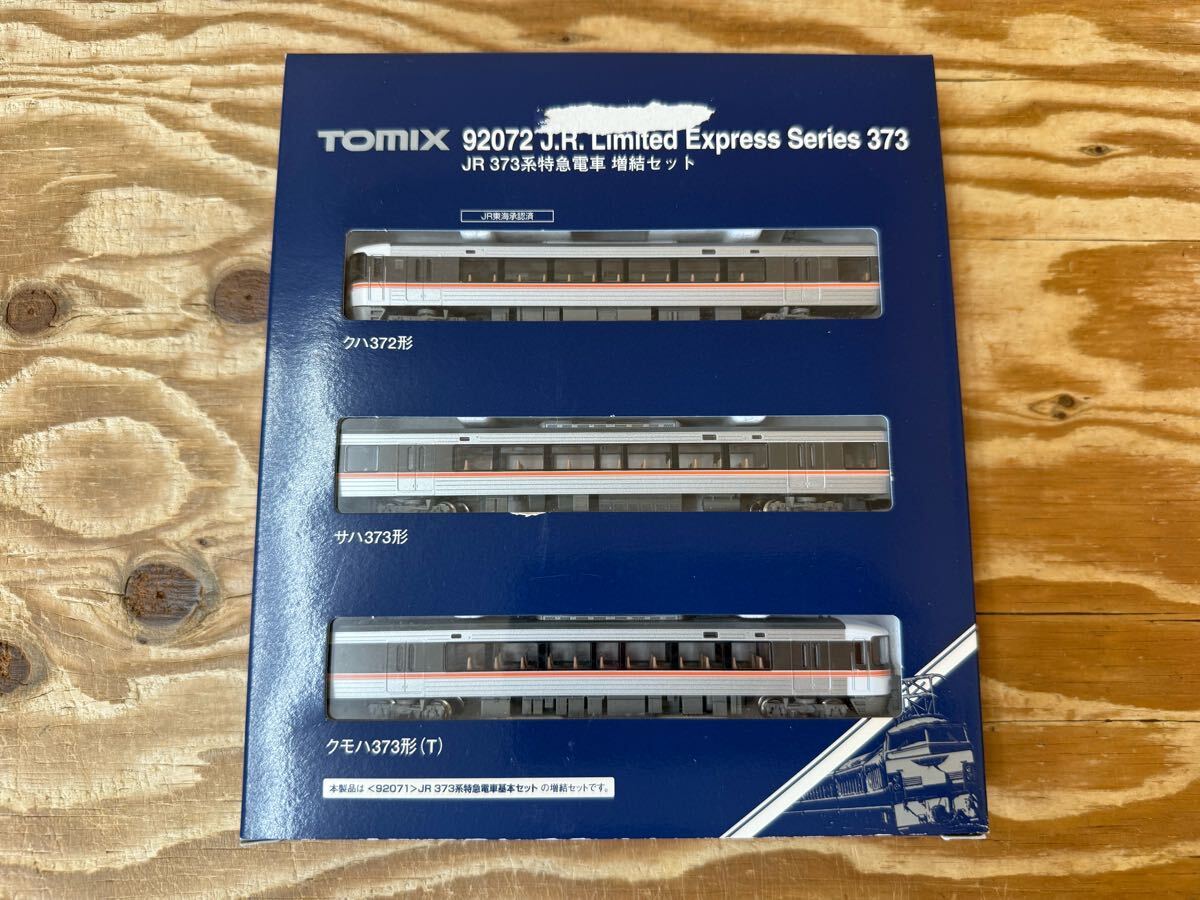 TOMIX 92072 J.R. Limited Express Series 373
JR 373系特急電車 増結セット
JR東海承認済
クハ372形
サハ373形
クモハ373形(T)
本製品は<92071>JR 373系特急電車基本セット の増結セットです。